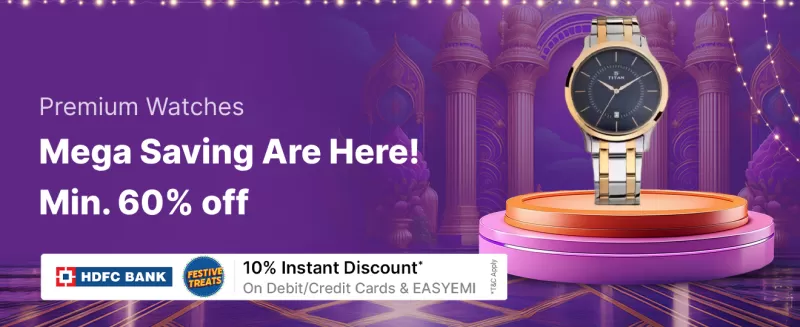 Premium Watches
Mega Saving Are Here!
Min. 60% off
HDFC BANK
FESTIVE
TREATS
10% Instant Discount*
On Debit/Credit Cards & EASYEMI
*T&C Apply
TITAN